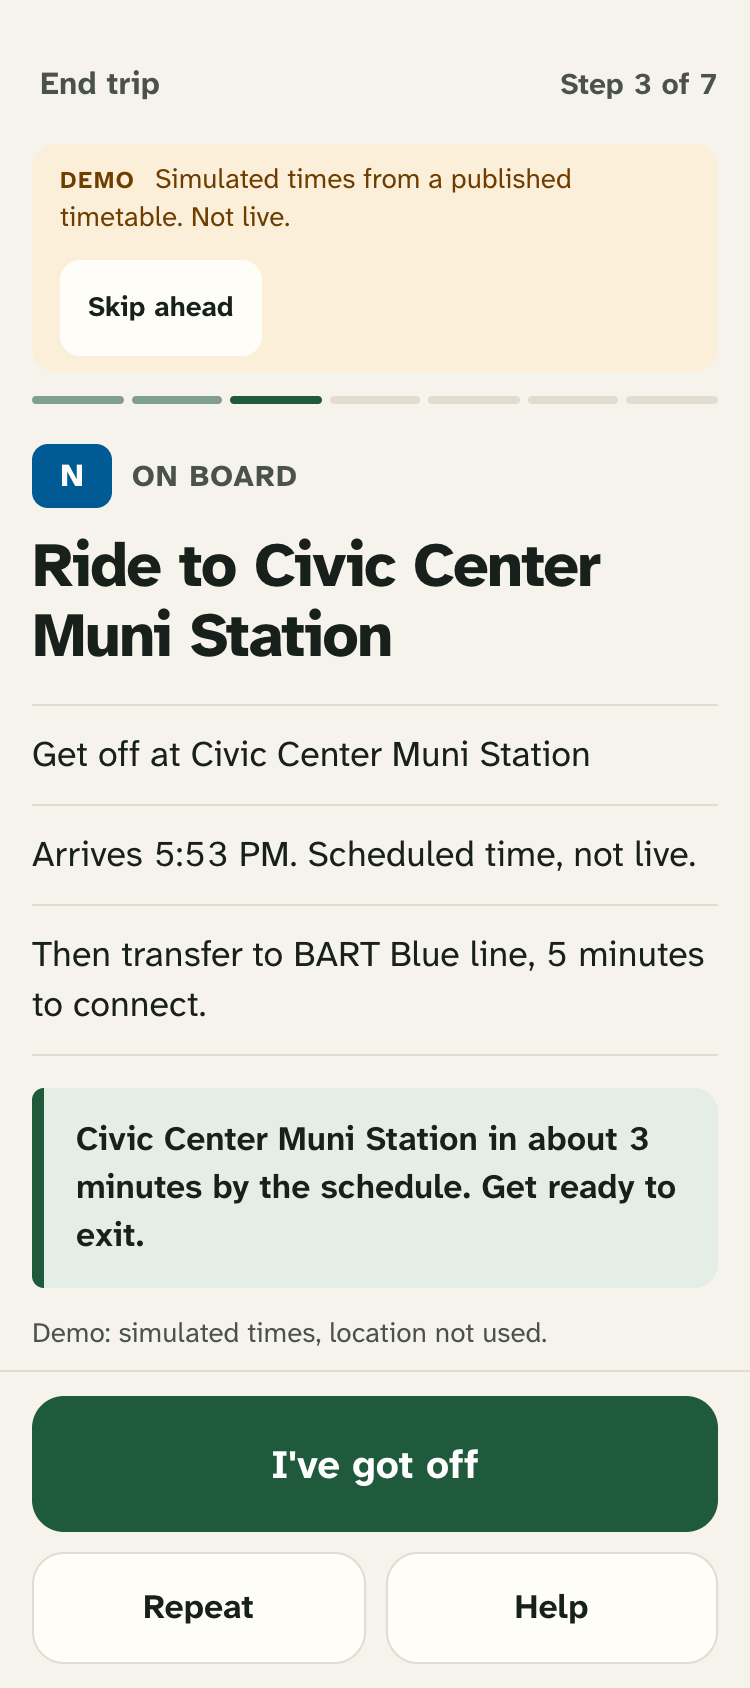 End trip
Step 3 of 7
DEMO Simulated times from a published
timetable. Not live.
Skip ahead
N ON BOARD
Ride to Civic Center
Muni Station
Get off at Civic Center Muni Station
Arrives 5:53 PM. Scheduled time, not live.
Then transfer to BART Blue line, 5 minutes
to connect.
Civic Center Muni Station in about 3
minutes by the schedule. Get ready to
exit.
Demo: simulated times, location not used.
I've got off
Repeat
Help